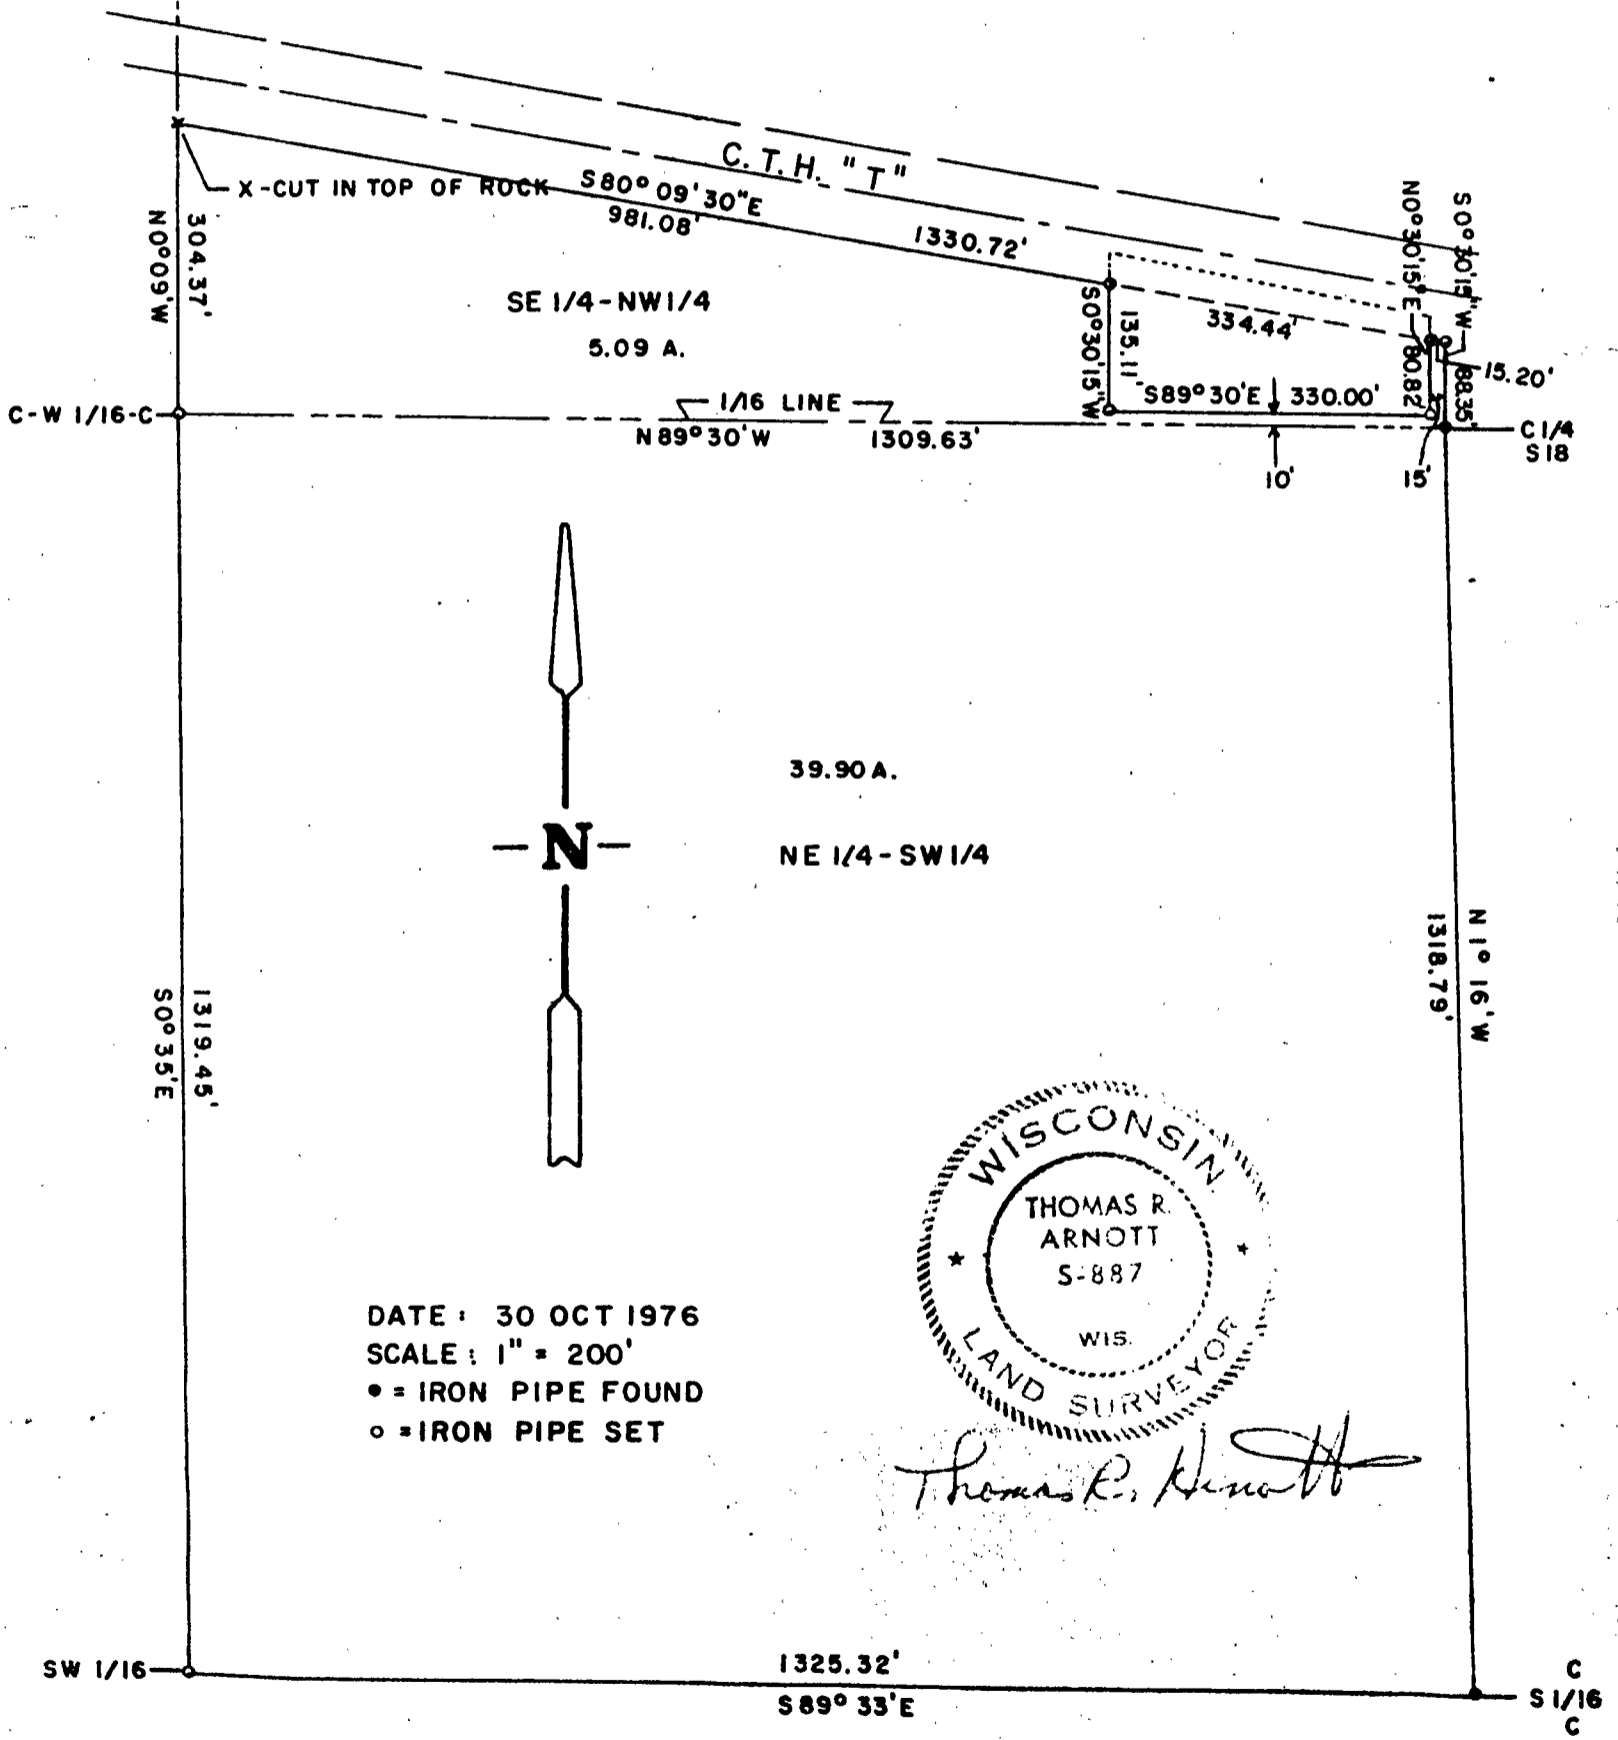 C.T.H. "T"
X-CUT IN TOP OF ROCK
S80° 09' 30"E
981.08'
1330.72'
304.37'
N0°09'W
SE 1/4-NW1/4
5.09 A.
S0°30'15"W
135.11'
334.44'
N0°30'15"E
80.82'
S0°30'15"W
88.35'
15.20'
S89°30'E 330.00'
C-W 1/16-C
1/16 LINE
N89°30'W 1309.63'
10'
15'
C1/4
S18
39.90A.
N
NE 1/4-SW1/4
N 1° 16' W
1318.79'
1319.45'
S0°35'E
WISCONSIN
THOMAS R.
ARNOTT
S-887
WIS.
LAND SURVEYOR
DATE: 30 OCT 1976
SCALE: 1" = 200'
● = IRON PIPE FOUND
○ = IRON PIPE SET
Thomas R. Arnott
SW 1/16
1325.32'
S89°33'E
C
S1/16
C